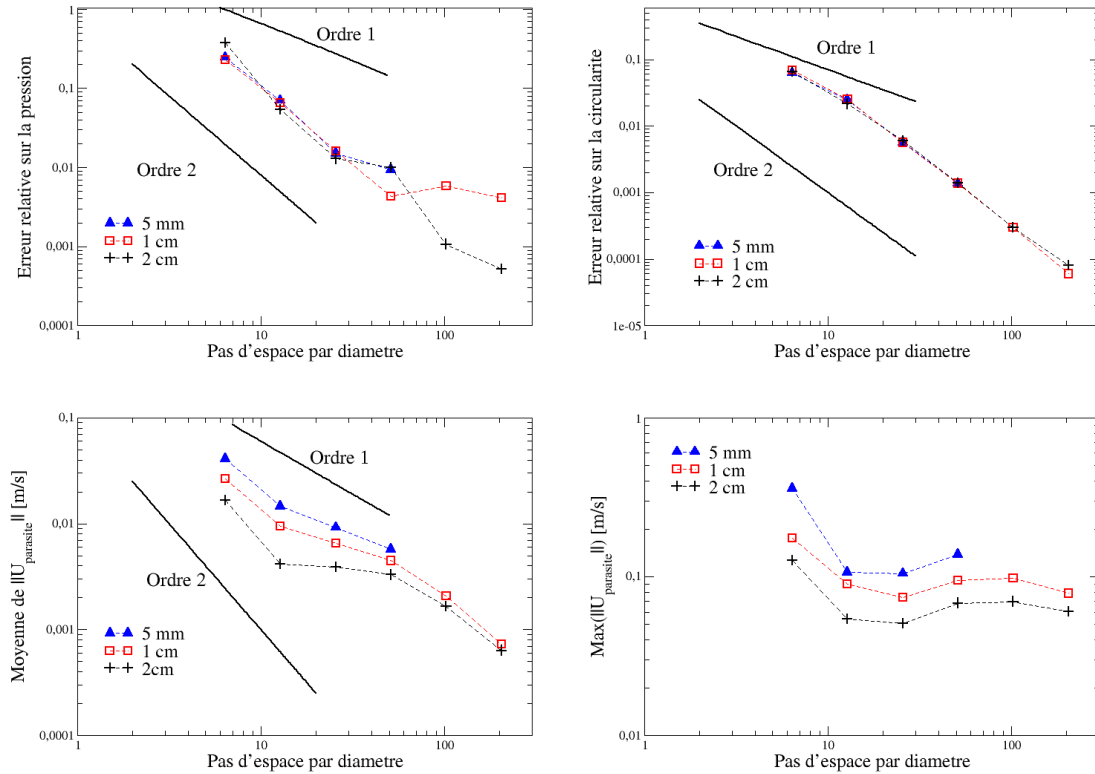 1
0,1
0,01
0,001
0,0001
Erreur relative sur la pression
Ordre 1
Ordre 2
5 mm
1 cm
2 cm
1
10
100
Pas d'espace par diametre
0,1
0,01
0,001
0,0001
1e-05
Erreur relative sur la circularite
Ordre 1
Ordre 2
5 mm
1 cm
2 cm
1
10
100
Pas d'espace par diametre
0,1
0,01
0,001
0,0001
Moyenne de ||U_parasite|| [m/s]
Ordre 1
Ordre 2
5 mm
1 cm
2cm
1
10
100
Pas d'espace par diametre
1
0,1
0,01
Max(||U_parasite||) [m/s]
5 mm
1 cm
2 cm
1
10
100
Pas d'espace par diametre